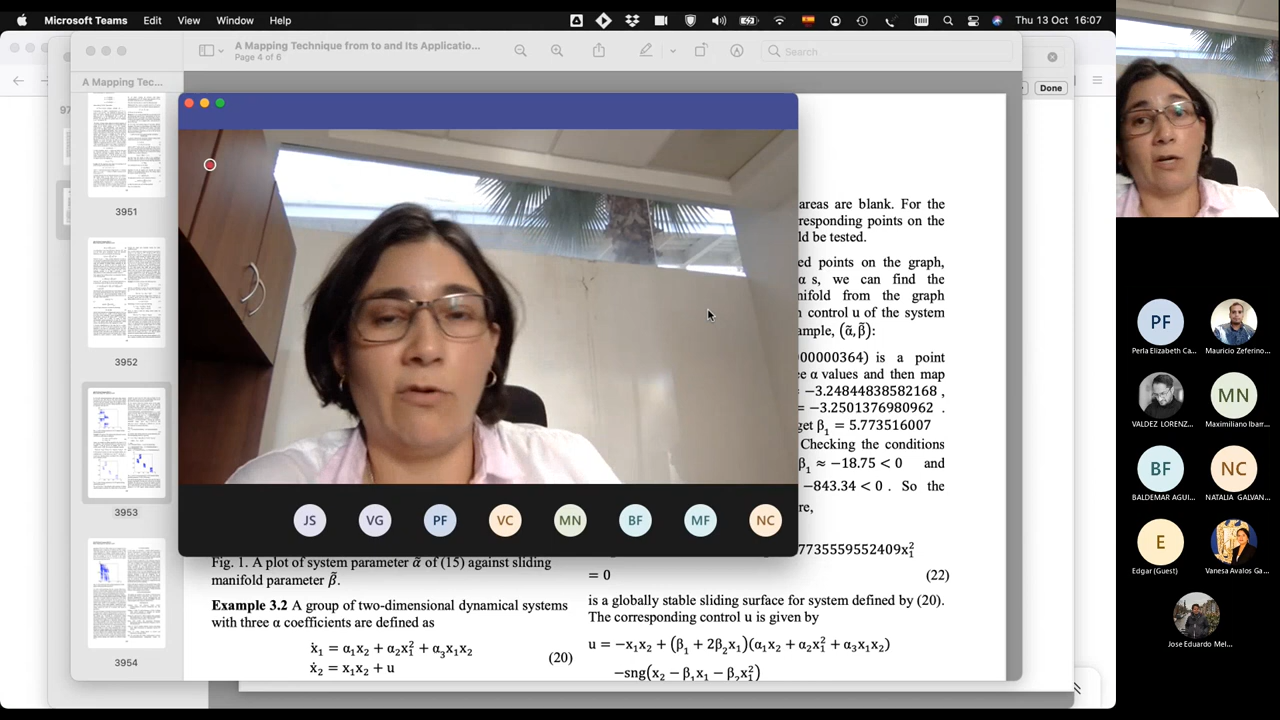 Microsoft Teams Edit View Window Help Thu 13 Oct 16:07
A Mapping Technique from to and Its Applicatio...
Page 4 of 6
Search
A Mapping Tec...
97
Done
3951
3952
3953
3954
areas are blank. For the
responding points on the
ld be tested.
ed points on the graph,
α s, we can find the
nifold from the graph
n control u of the system
ample, (α̃, β̃):
000000364) is a point
ee α values and then map
= −3.24844838582168 ,
= −3.2501376980962 .
get β₁ = 5.773516007
Checking the conditions
β₁ ≈ −18.75 < 0 and
−843.34 < 0 . So the
re,
7735559552409x₁²
= 0 (22)
is a globally stable sliding surface for system defined by (20).
The corresponding control u is given by
u = −x₁x₂ + (β₁ + 2β₂x₁)(α₁x₂ + α₂x₁² + α₃x₁x₂)
−sng(x₂ − β₁x₁ − β₂x₁²)
JS VG PF VC MN BF MF NC
Fig. 1. A plot of system parameter α̃ of (15) against sliding
manifold parameter β̃.
Example 3.2 A group of two-dimensional dynamical systems
with three α coefficients are defined as
ẋ₁ = α₁x₂ + α₂x₁² + α₃x₁x₂
ẋ₂ = x₁x₂ + u
(20)
PF
Perla Elizabeth Ca...
Mauricio Zeferino...
VALDEZ LORENZ...
MN
Maximiliano Ibarr...
BF
BALDEMAR AGUI...
NC
NATALIA GALVAN...
E
Edgar (Guest)
Vanesa Avalos Ga...
Jose Eduardo Mel...